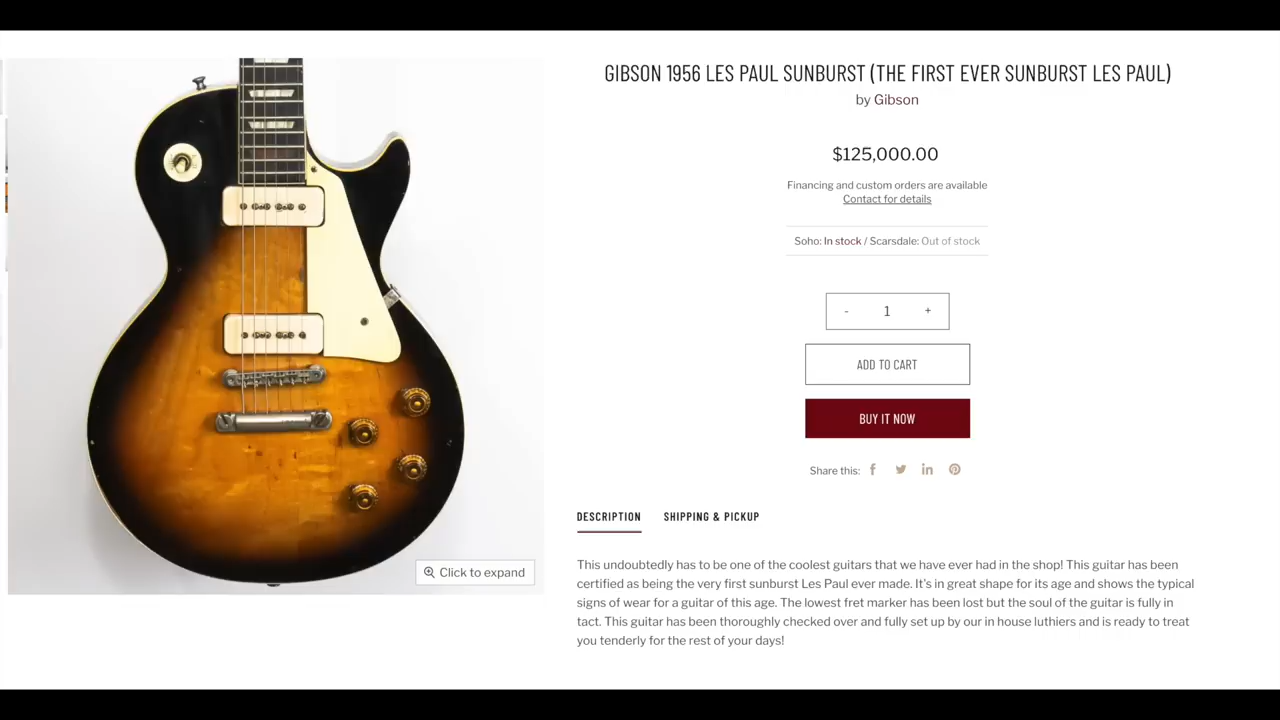 GIBSON 1956 LES PAUL SUNBURST (THE FIRST EVER SUNBURST LES PAUL)
by Gibson
$125,000.00
Financing and custom orders are available
Contact for details
Soho: In stock / Scarsdale: Out of stock
- 1 +
ADD TO CART
BUY IT NOW
Share this:
DESCRIPTION SHIPPING & PICKUP
Click to expand
This undoubtedly has to be one of the coolest guitars that we have ever had in the shop! This guitar has been
certified as being the very first sunburst Les Paul ever made. It's in great shape for its age and shows the typical
signs of wear for a guitar of this age. The lowest fret marker has been lost but the soul of the guitar is fully in
tact. This guitar has been thoroughly checked over and fully set up by our in house luthiers and is ready to treat
you tenderly for the rest of your days!